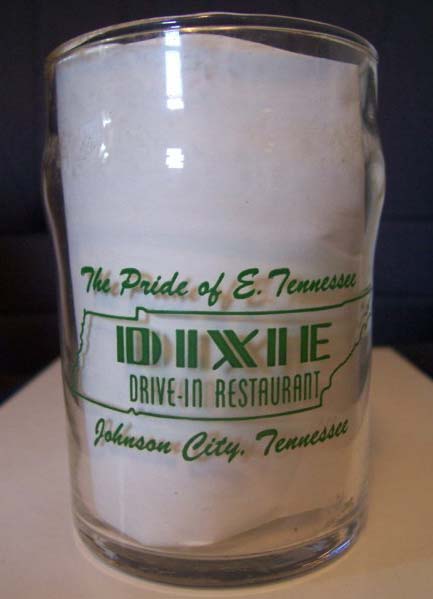 The Pride of E. Tennessee
DIXIE
DRIVE-IN RESTAURANT
Johnson City, Tennessee